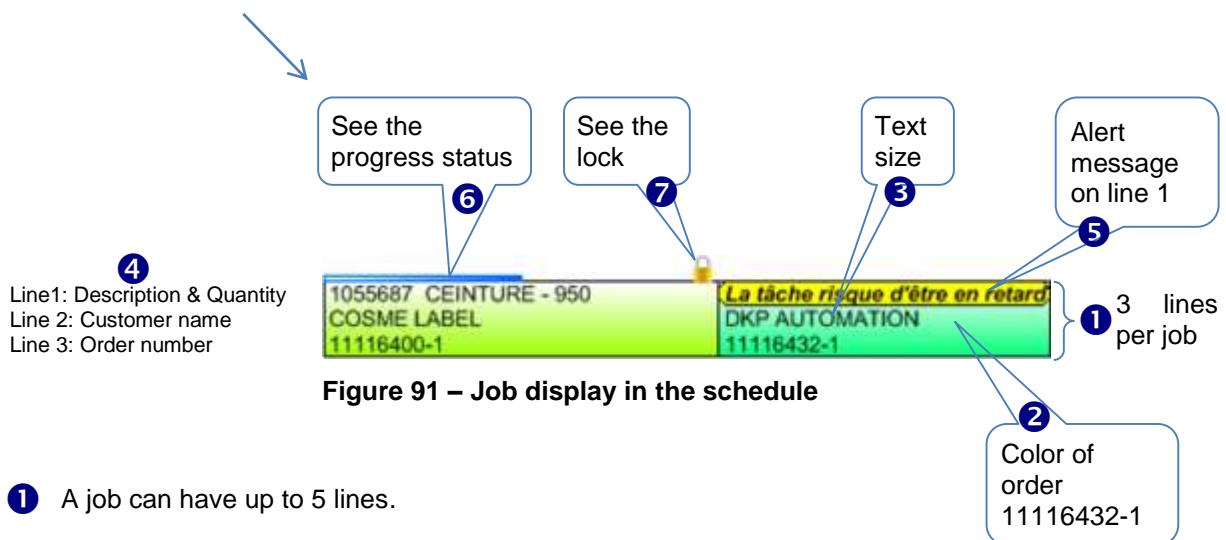 See the
progress status
6
See the
lock
7
Text
size
3
Alert
message
on line 1
5
4
Line1: Description & Quantity
Line 2: Customer name
Line 3: Order number
1055687 CEINTURE - 950
COSME LABEL
11116400-1
La tâche risque d'être en retard
DKP AUTOMATION
11116432-1
1
3 lines
per job
Figure 91 – Job display in the schedule
2
Color of
order
11116432-1
1 A job can have up to 5 lines.